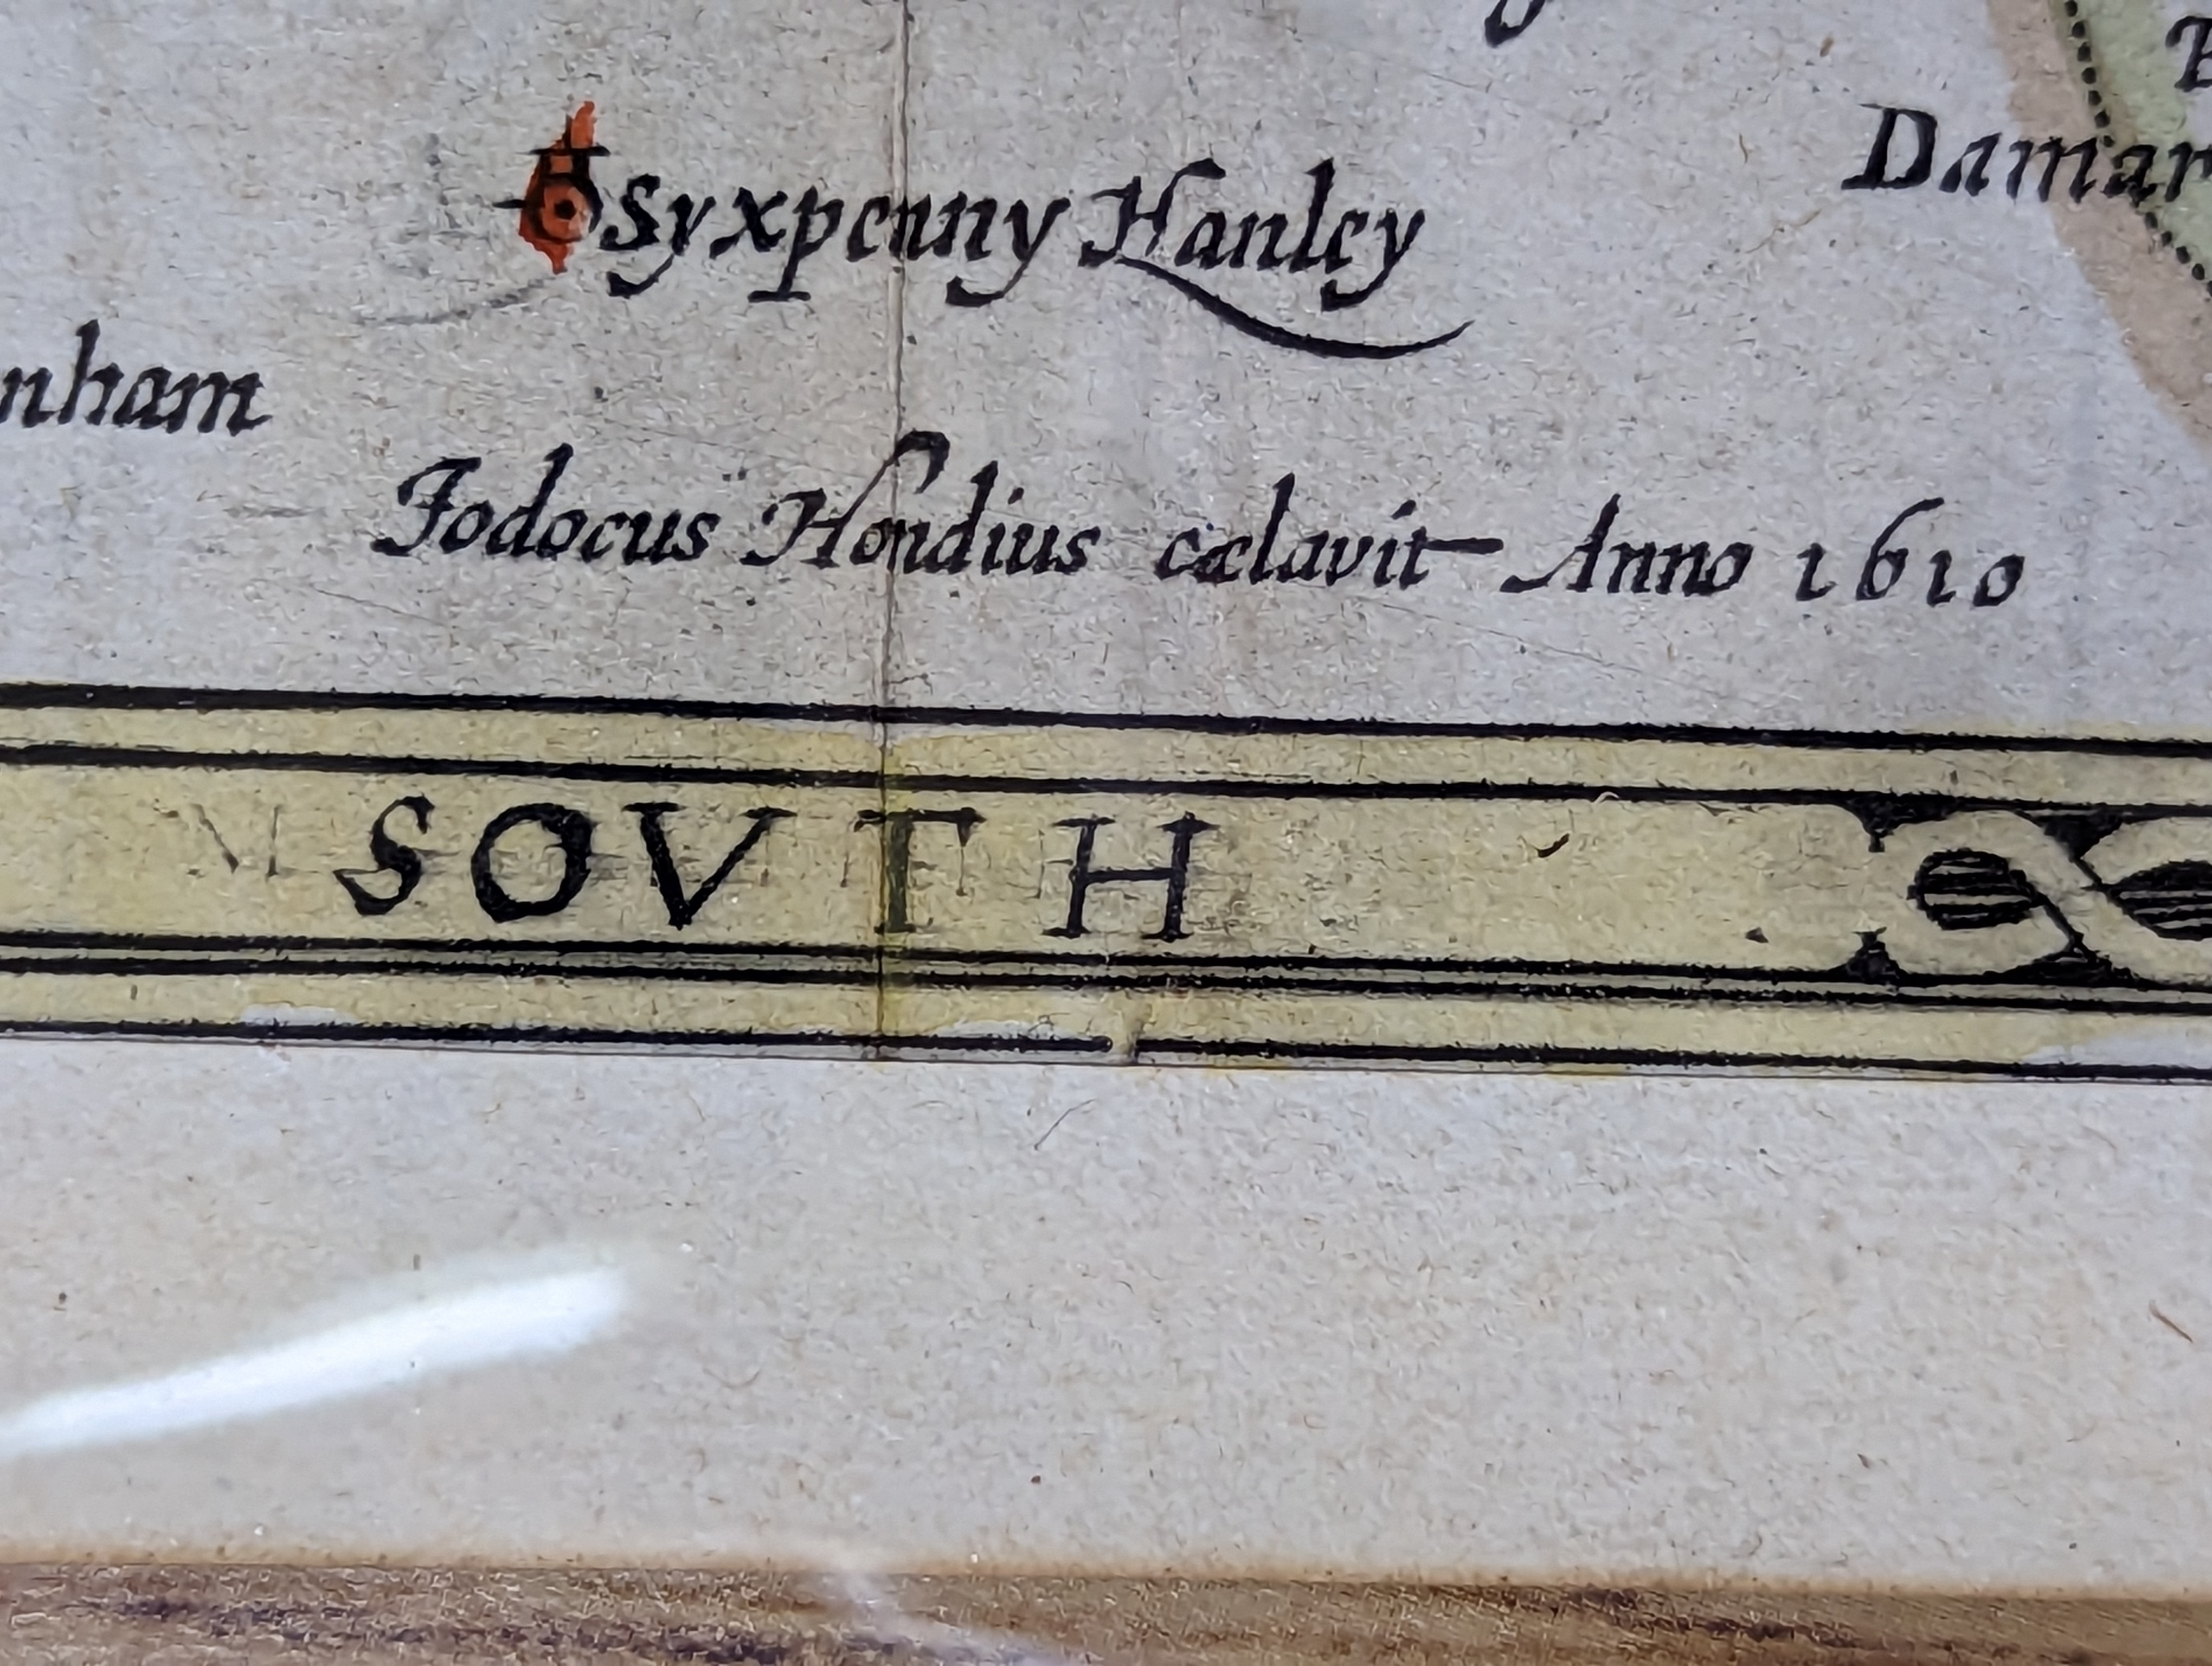 Syxpenny Hanley
Damar
nham
Jodocus Hondius cælavit Anno 1610
SOVTH